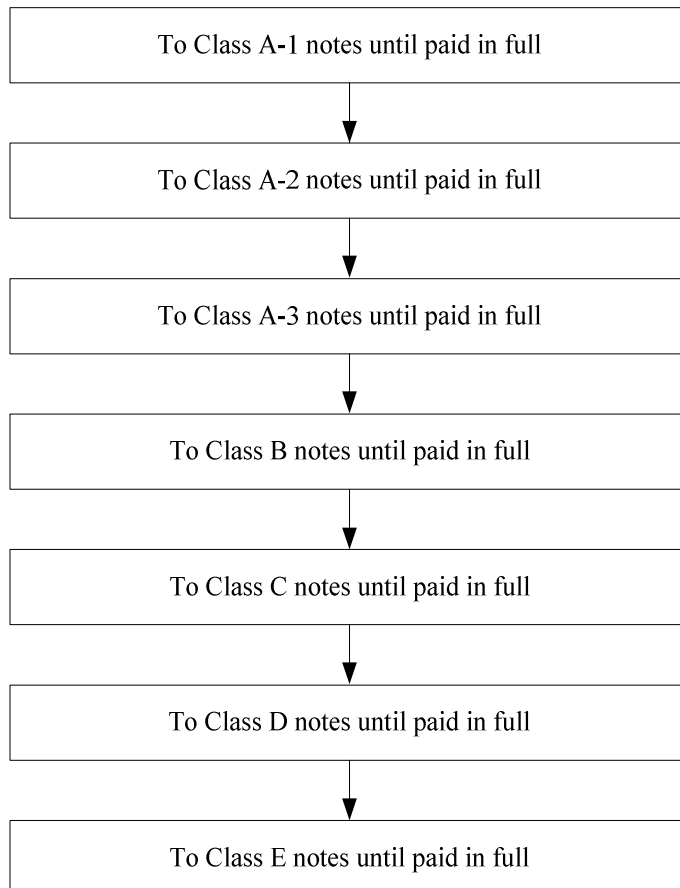 To Class A-1 notes until paid in full
To Class A-2 notes until paid in full
To Class A-3 notes until paid in full
To Class B notes until paid in full
To Class C notes until paid in full
To Class D notes until paid in full
To Class E notes until paid in full